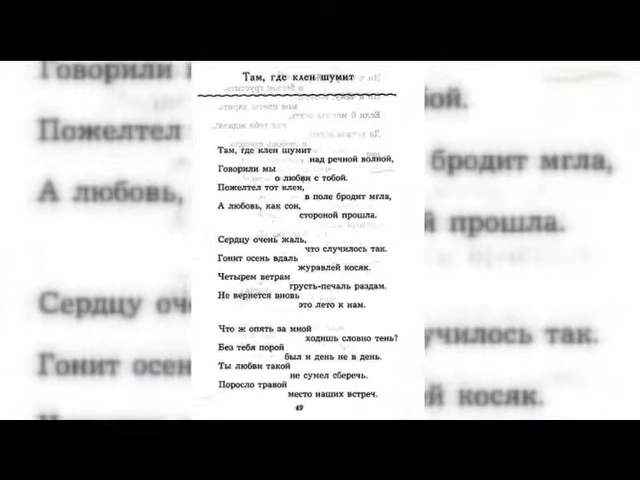 Там, где клен шумит
Там, где клен шумит
над речной волной,
Говорили мы
о любви с тобой.
Пожелтел тот клен,
в поле бродит мгла,
А любовь, как сон,
стороной прошла.
Сердцу очень жаль,
что случилось так.
Гонит осень вдаль
журавлей косяк.
Четырем ветрам
грусть-печаль раздам.
Не вернется вновь
это лето к нам.
Что ж опять за мной
ходишь словно тень?
Без тебя порой
был и день не в день.
Ты любви такой
не сумел сберечь.
Поросло травой
место наших встреч.
49